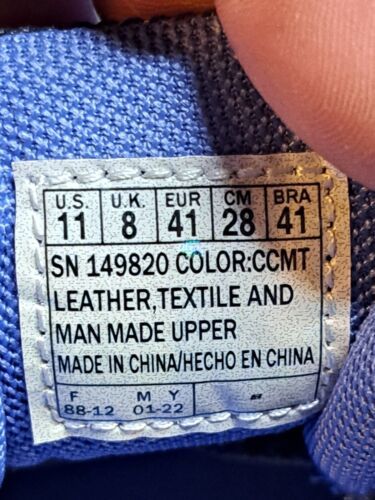 U.S. U.K. EUR CM BRA
11 8 41 28 41
SN 149820 COLOR:CCMT
LEATHER,TEXTILE AND
MAN MADE UPPER
MADE IN CHINA/HECHO EN CHINA
F M Y
88-12 01-22